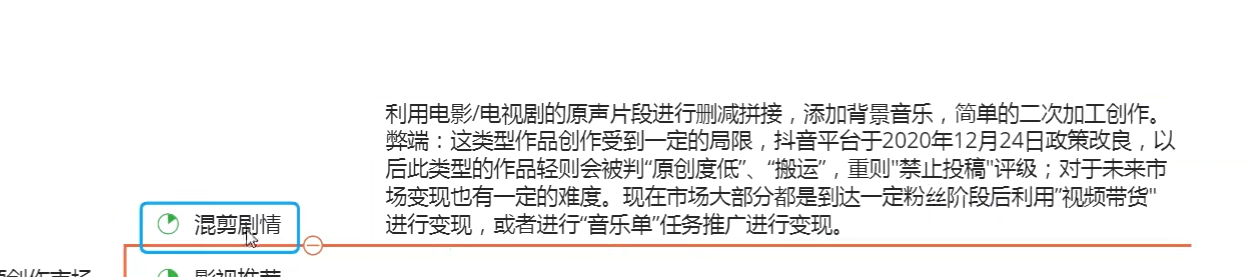 利用电影/电视剧的原声片段进行删减拼接，添加背景音乐，简单的二次加工创作。
弊端：这类型作品创作受到一定的局限，抖音平台于2020年12月24日政策改良，以
后此类型的作品轻则会被判“原创度低”、“搬运”，重则"禁止投稿"评级；对于未来市
场变现也有一定的难度。现在市场大部分都是到达一定粉丝阶段后利用”视频带货"
进行变现，或者进行“音乐单”任务推广进行变现。
混剪剧情
创作市场
影视推荐